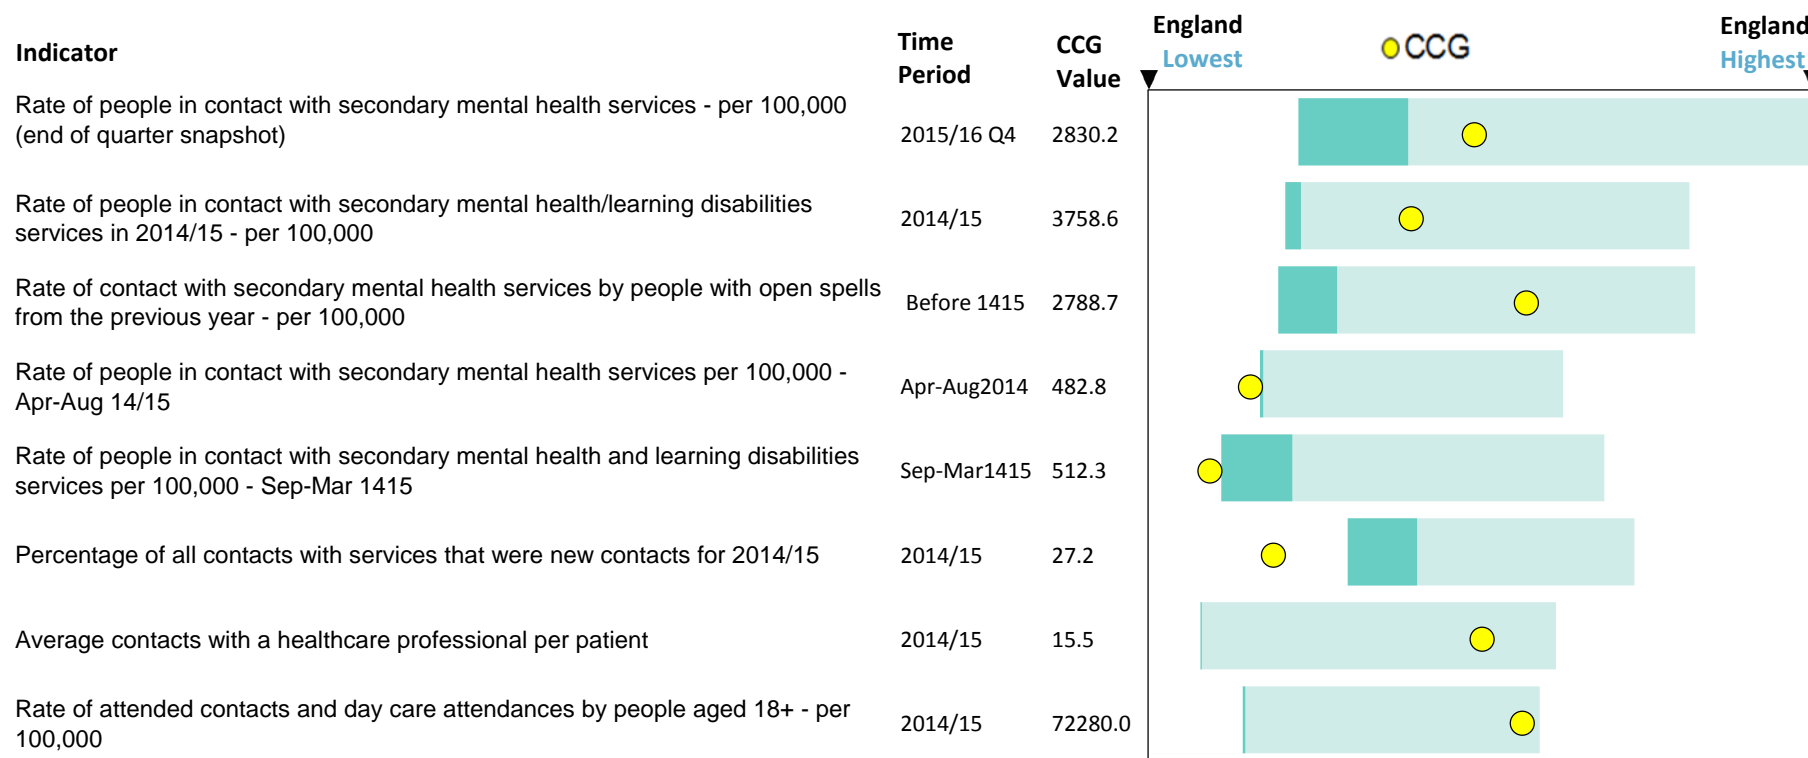 Indicator
Time
Period
CCG
Value
England
Lowest
CCG
England
Highest
Rate of people in contact with secondary mental health services - per 100,000
(end of quarter snapshot)
2015/16 Q4
2830.2
Rate of people in contact with secondary mental health/learning disabilities
services in 2014/15 - per 100,000
2014/15
3758.6
Rate of contact with secondary mental health services by people with open spells
from the previous year - per 100,000
Before 1415
2788.7
Rate of people in contact with secondary mental health services per 100,000 -
Apr-Aug 14/15
Apr-Aug2014
482.8
Rate of people in contact with secondary mental health and learning disabilities
services per 100,000 - Sep-Mar 1415
Sep-Mar1415
512.3
Percentage of all contacts with services that were new contacts for 2014/15
2014/15
27.2
Average contacts with a healthcare professional per patient
2014/15
15.5
Rate of attended contacts and day care attendances by people aged 18+ - per
100,000
2014/15
72280.0